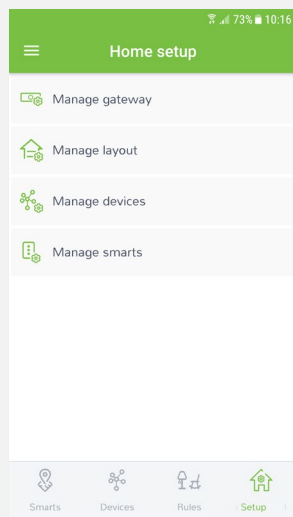 73% 10:16
Home setup
Manage gateway
Manage layout
Manage devices
Manage smarts
Smarts Devices Rules Setup